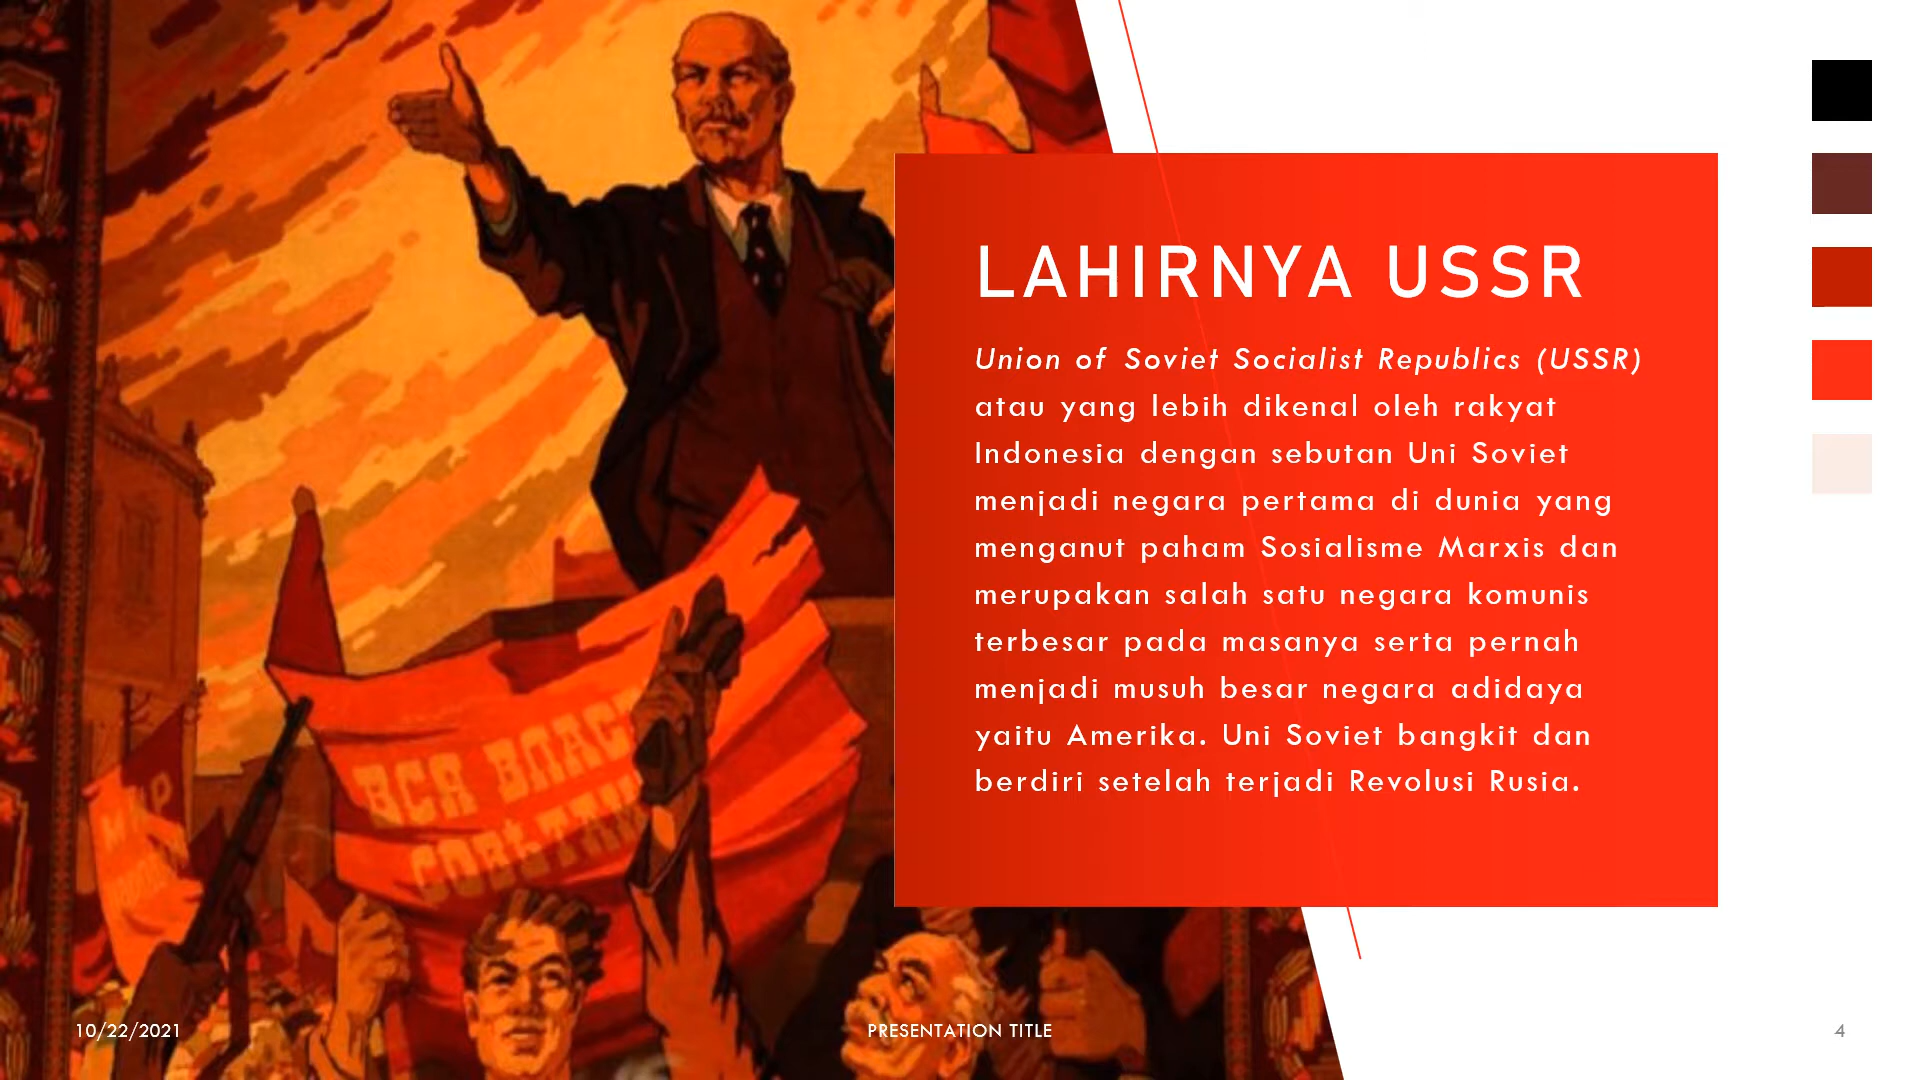 LAHIRNYA USSR
Union of Soviet Socialist Republics (USSR)
atau yang lebih dikenal oleh rakyat
Indonesia dengan sebutan Uni Soviet
menjadi negara pertama di dunia yang
menganut paham Sosialisme Marxis dan
merupakan salah satu negara komunis
terbesar pada masanya serta pernah
menjadi musuh besar negara adidaya
yaitu Amerika. Uni Soviet bangkit dan
berdiri setelah terjadi Revolusi Rusia.
ВСЯ ВЛАС
СОВѢТАМ
10/22/2021
PRESENTATION TITLE
4